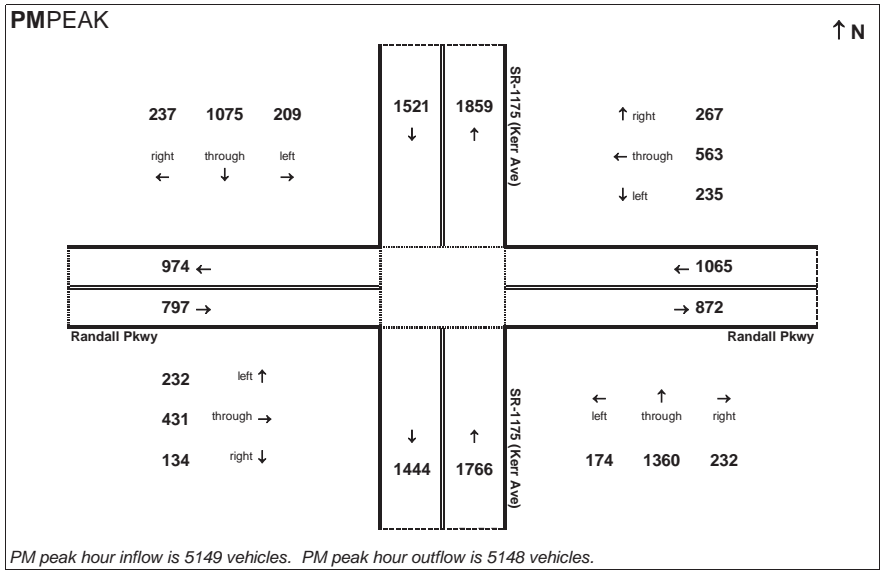 PMPEAK
↑ N
237 1075 209
right through left
← ↓ →
1521 1859
↓ ↑
SR-1175 (Kerr Ave)
↑ right 267
← through 563
↓ left 235
974 ←
797 →
← 1065
→ 872
Randall Pkwy
Randall Pkwy
232 left ↑
431 through →
134 right ↓
↓ ↑
1444 1766
SR-1175 (Kerr Ave)
← ↑ →
left through right
174 1360 232
PM peak hour inflow is 5149 vehicles. PM peak hour outflow is 5148 vehicles.